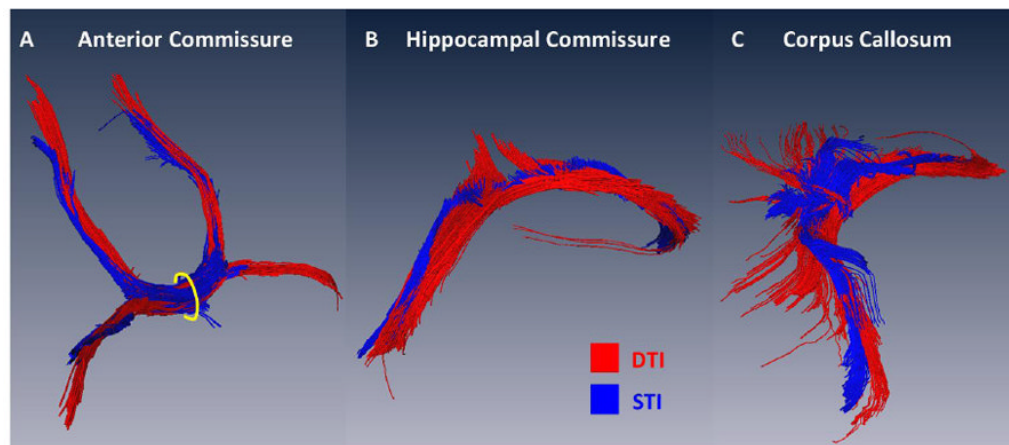 A Anterior Commissure
B Hippocampal Commissure
C Corpus Callosum
DTI
STI